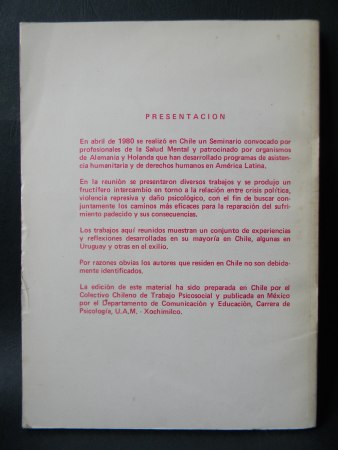 PRESENTACION
En abril de 1980 se realizó en Chile un Seminario convocado por
profesionales de la Salud Mental y patrocinado por organismos
de Alemania y Holanda que han desarrollado programas de asisten-
cia humanitaria y de derechos humanos en América Latina.
En la reunión se presentaron diversos trabajos y se produjo un
fructífero intercambio en torno a la relación entre crisis política,
violencia represiva y daño psicológico, con el fin de buscar con-
juntamente los caminos más eficaces para la reparación del sufri-
miento padecido y sus consecuencias.
Los trabajos aquí reunidos muestran un conjunto de experiencias
y reflexiones desarrolladas en su mayoría en Chile, algunas en
Uruguay y otras en el exilio.
Por razones obvias los autores que residen en Chile no son debida-
mente identificados.
La edición de este material ha sido preparada en Chile por el
Colectivo Chileno de Trabajo Psicosocial y publicada en México
por el Departamento de Comunicación y Educación, Carrera de
Psicología, U.A.M. - Xochimilco.